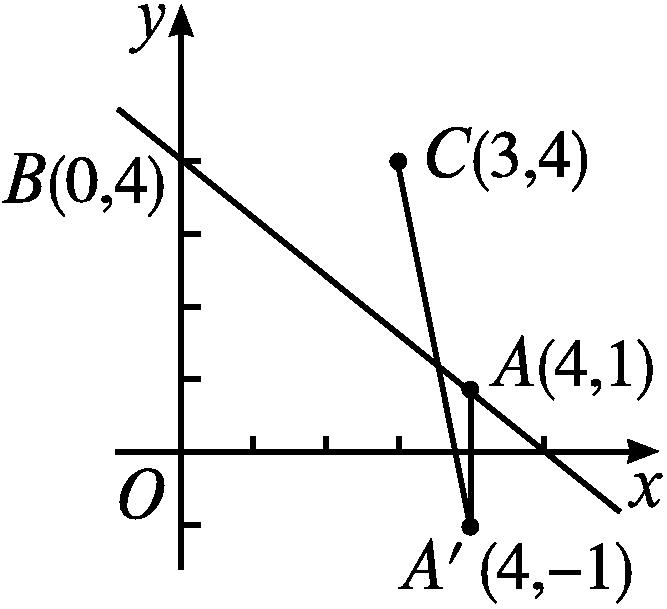 y
C(3,4)
B(0,4)
A(4,1)
O
x
A′(4,−1)